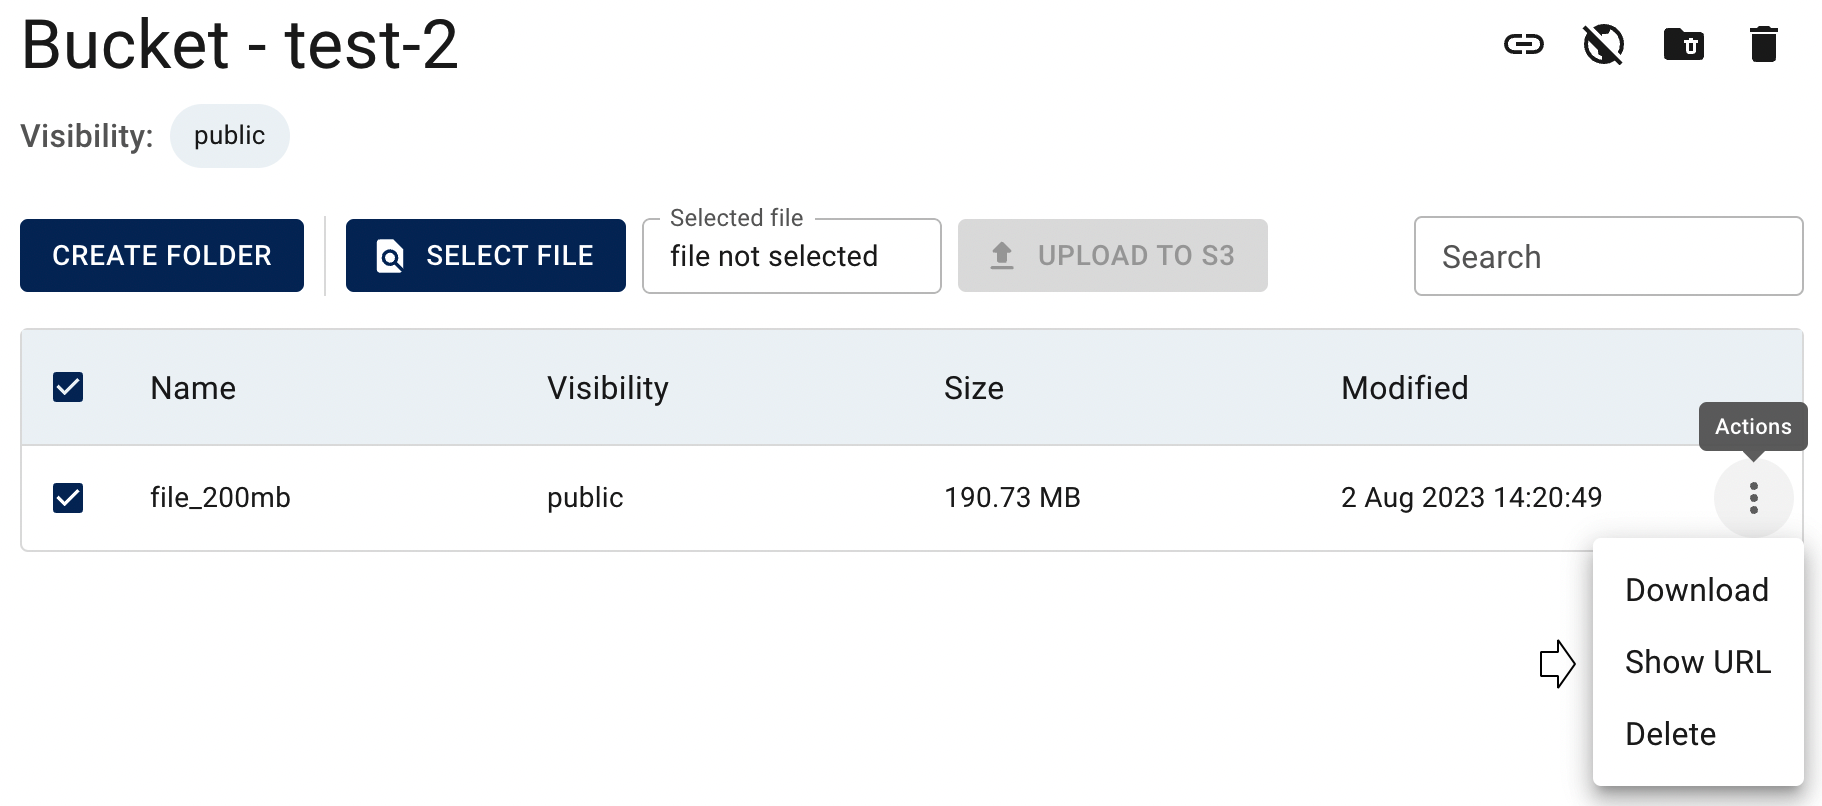 Bucket - test-2
Visibility: public
CREATE FOLDER
SELECT FILE
Selected file
file not selected
UPLOAD TO S3
Search
Name Visibility Size Modified
Actions
file_200mb public 190.73 MB 2 Aug 2023 14:20:49
Download
Show URL
Delete